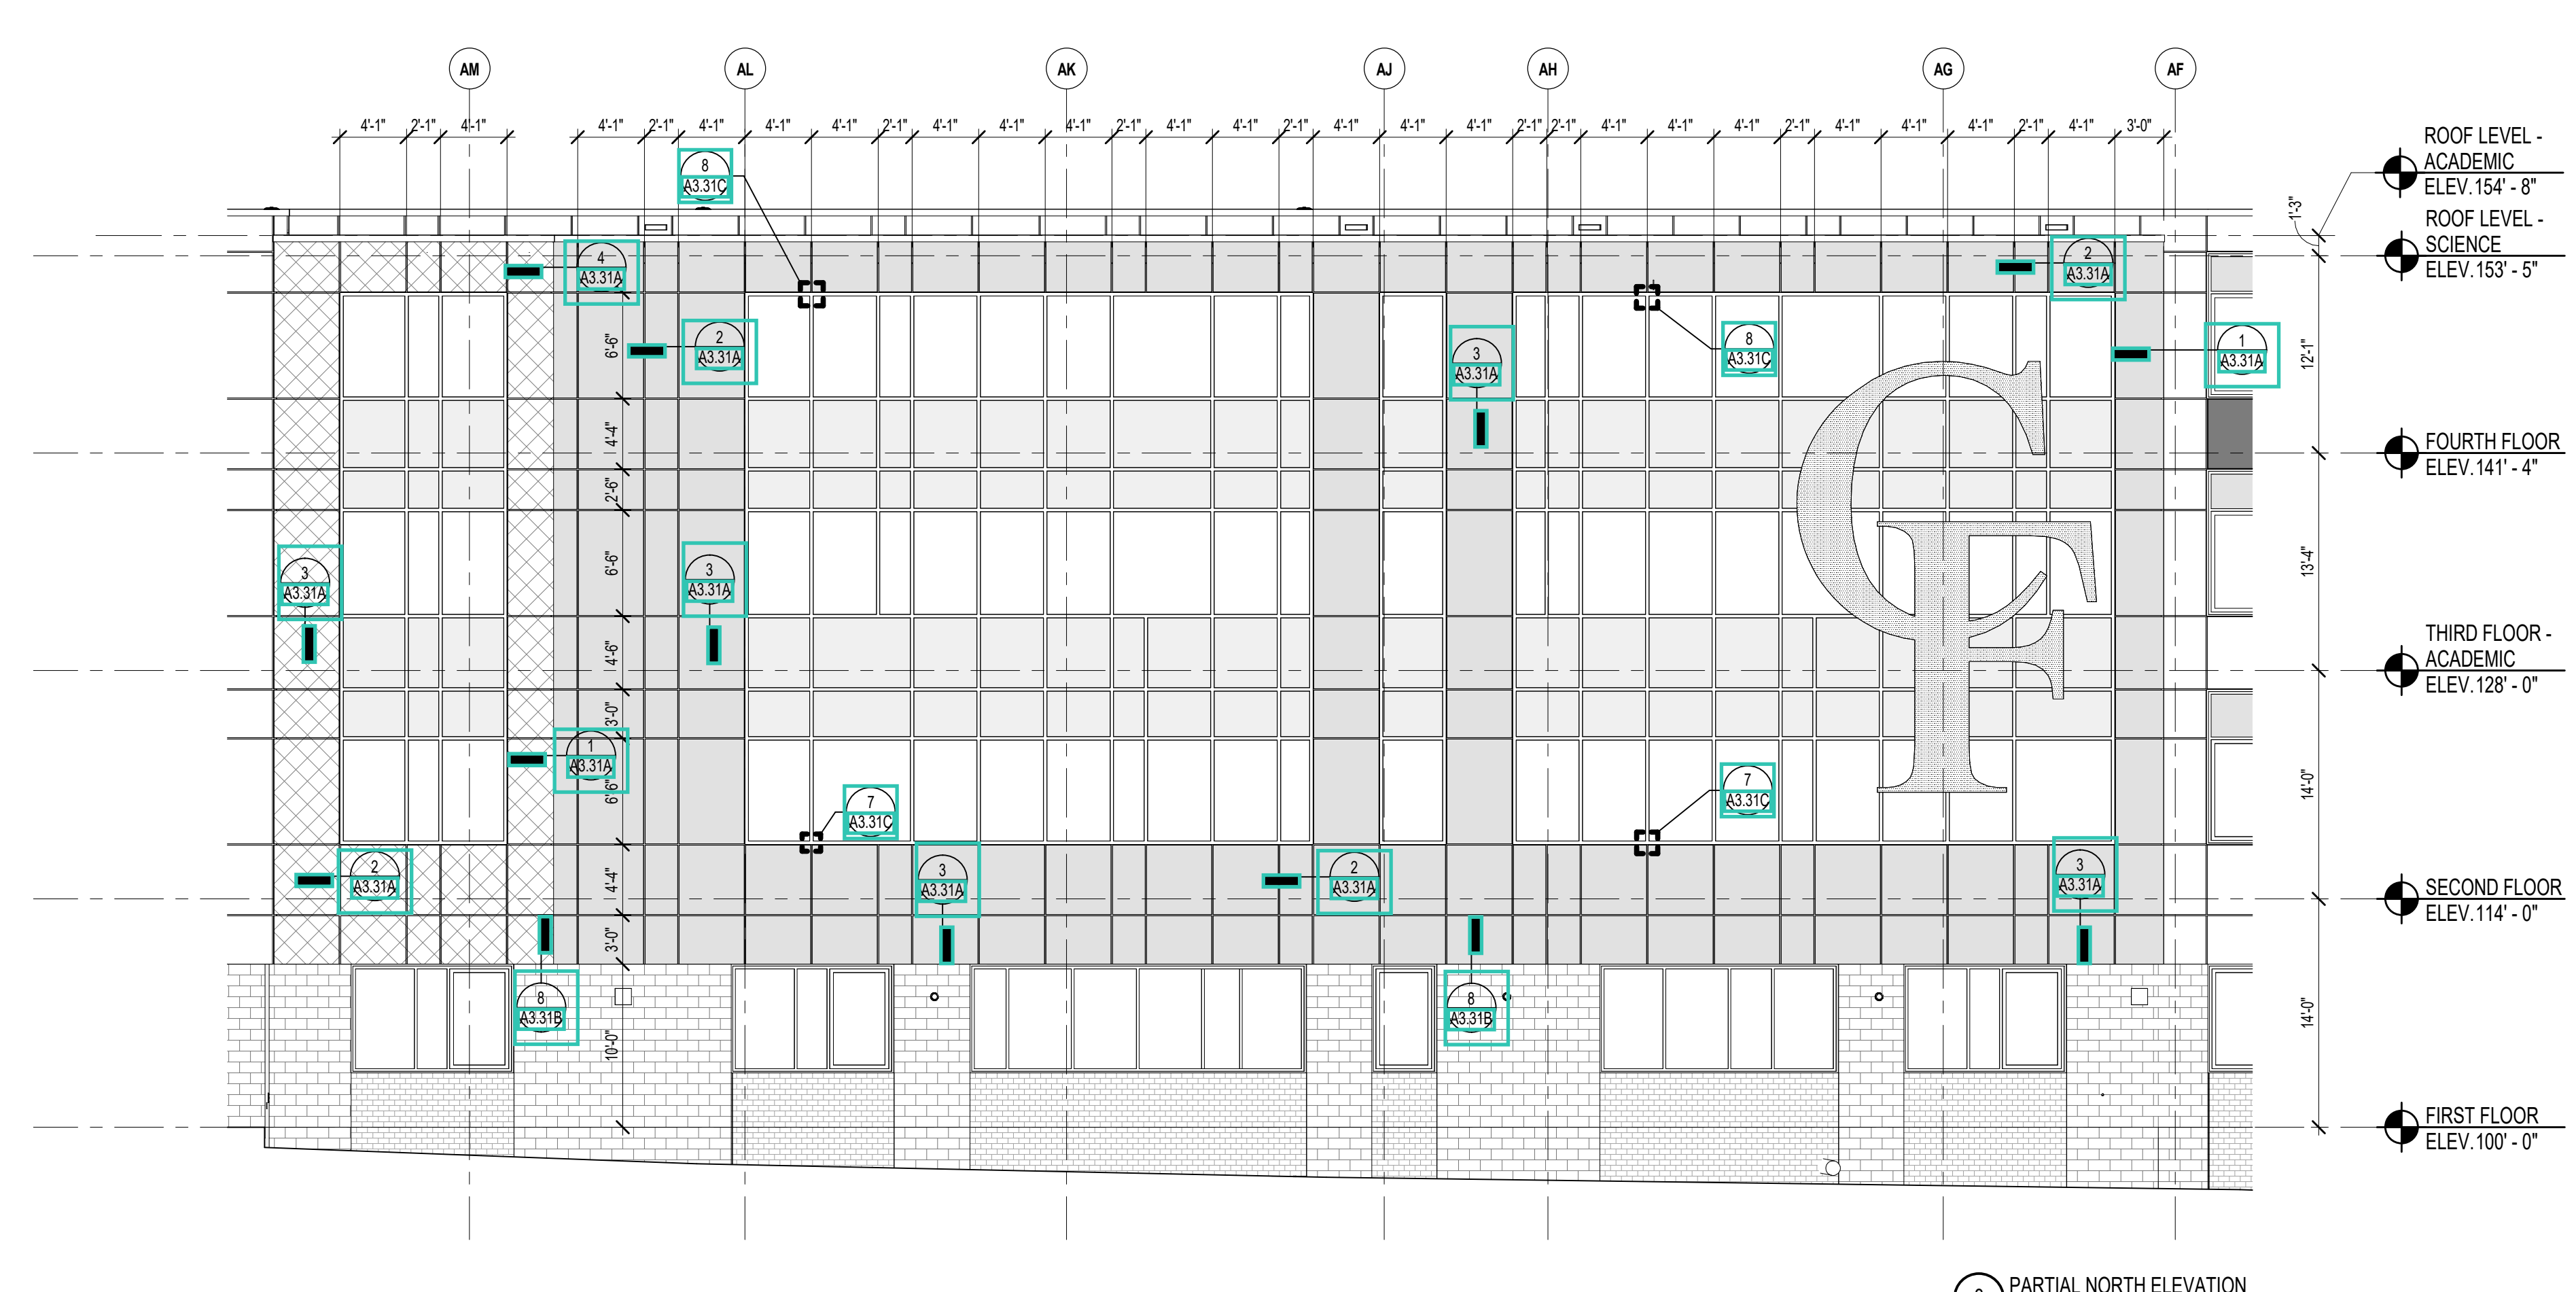 AM AL AK AJ AH AG AF
4'-1" 2'-1" 4'-1" 4'-1" 2'-1" 4'-1" 4'-1" 4'-1" 2'-1" 4'-1" 4'-1" 4'-1" 2'-1" 4'-1" 4'-1" 2'-1" 4'-1" 4'-1" 4'-1" 2'-1" 2'-1" 4'-1" 4'-1" 4'-1" 2'-1" 4'-1" 4'-1" 4'-1" 2'-1" 4'-1" 3'-0"
ROOF LEVEL -
ACADEMIC
ELEV.154' - 8"
8
A3.31C
1'-3"
ROOF LEVEL -
SCIENCE
ELEV.153' - 5"
4
A3.31A
2
A3.31A
6'-6"
2
A3.31A
3
A3.31A
8
A3.31C
1
A3.31A
12'-1"
CF
4'-4"
FOURTH FLOOR
ELEV.141' - 4"
2'-6"
3
A3.31A
6'-6"
3
A3.31A
13'-4"
4'-6"
THIRD FLOOR -
ACADEMIC
ELEV.128' - 0"
3'-0"
1
A3.31A
6'6"
7
A3.31C
7
A3.31C
14'-0"
2
A3.31A
4'-4"
3
A3.31A
2
A3.31A
3
A3.31A
SECOND FLOOR
ELEV.114' - 0"
3'-0"
8
A3.31B
8
A3.31B
10'-0"
14'-0"
FIRST FLOOR
ELEV.100' - 0"
PARTIAL NORTH ELEVATION